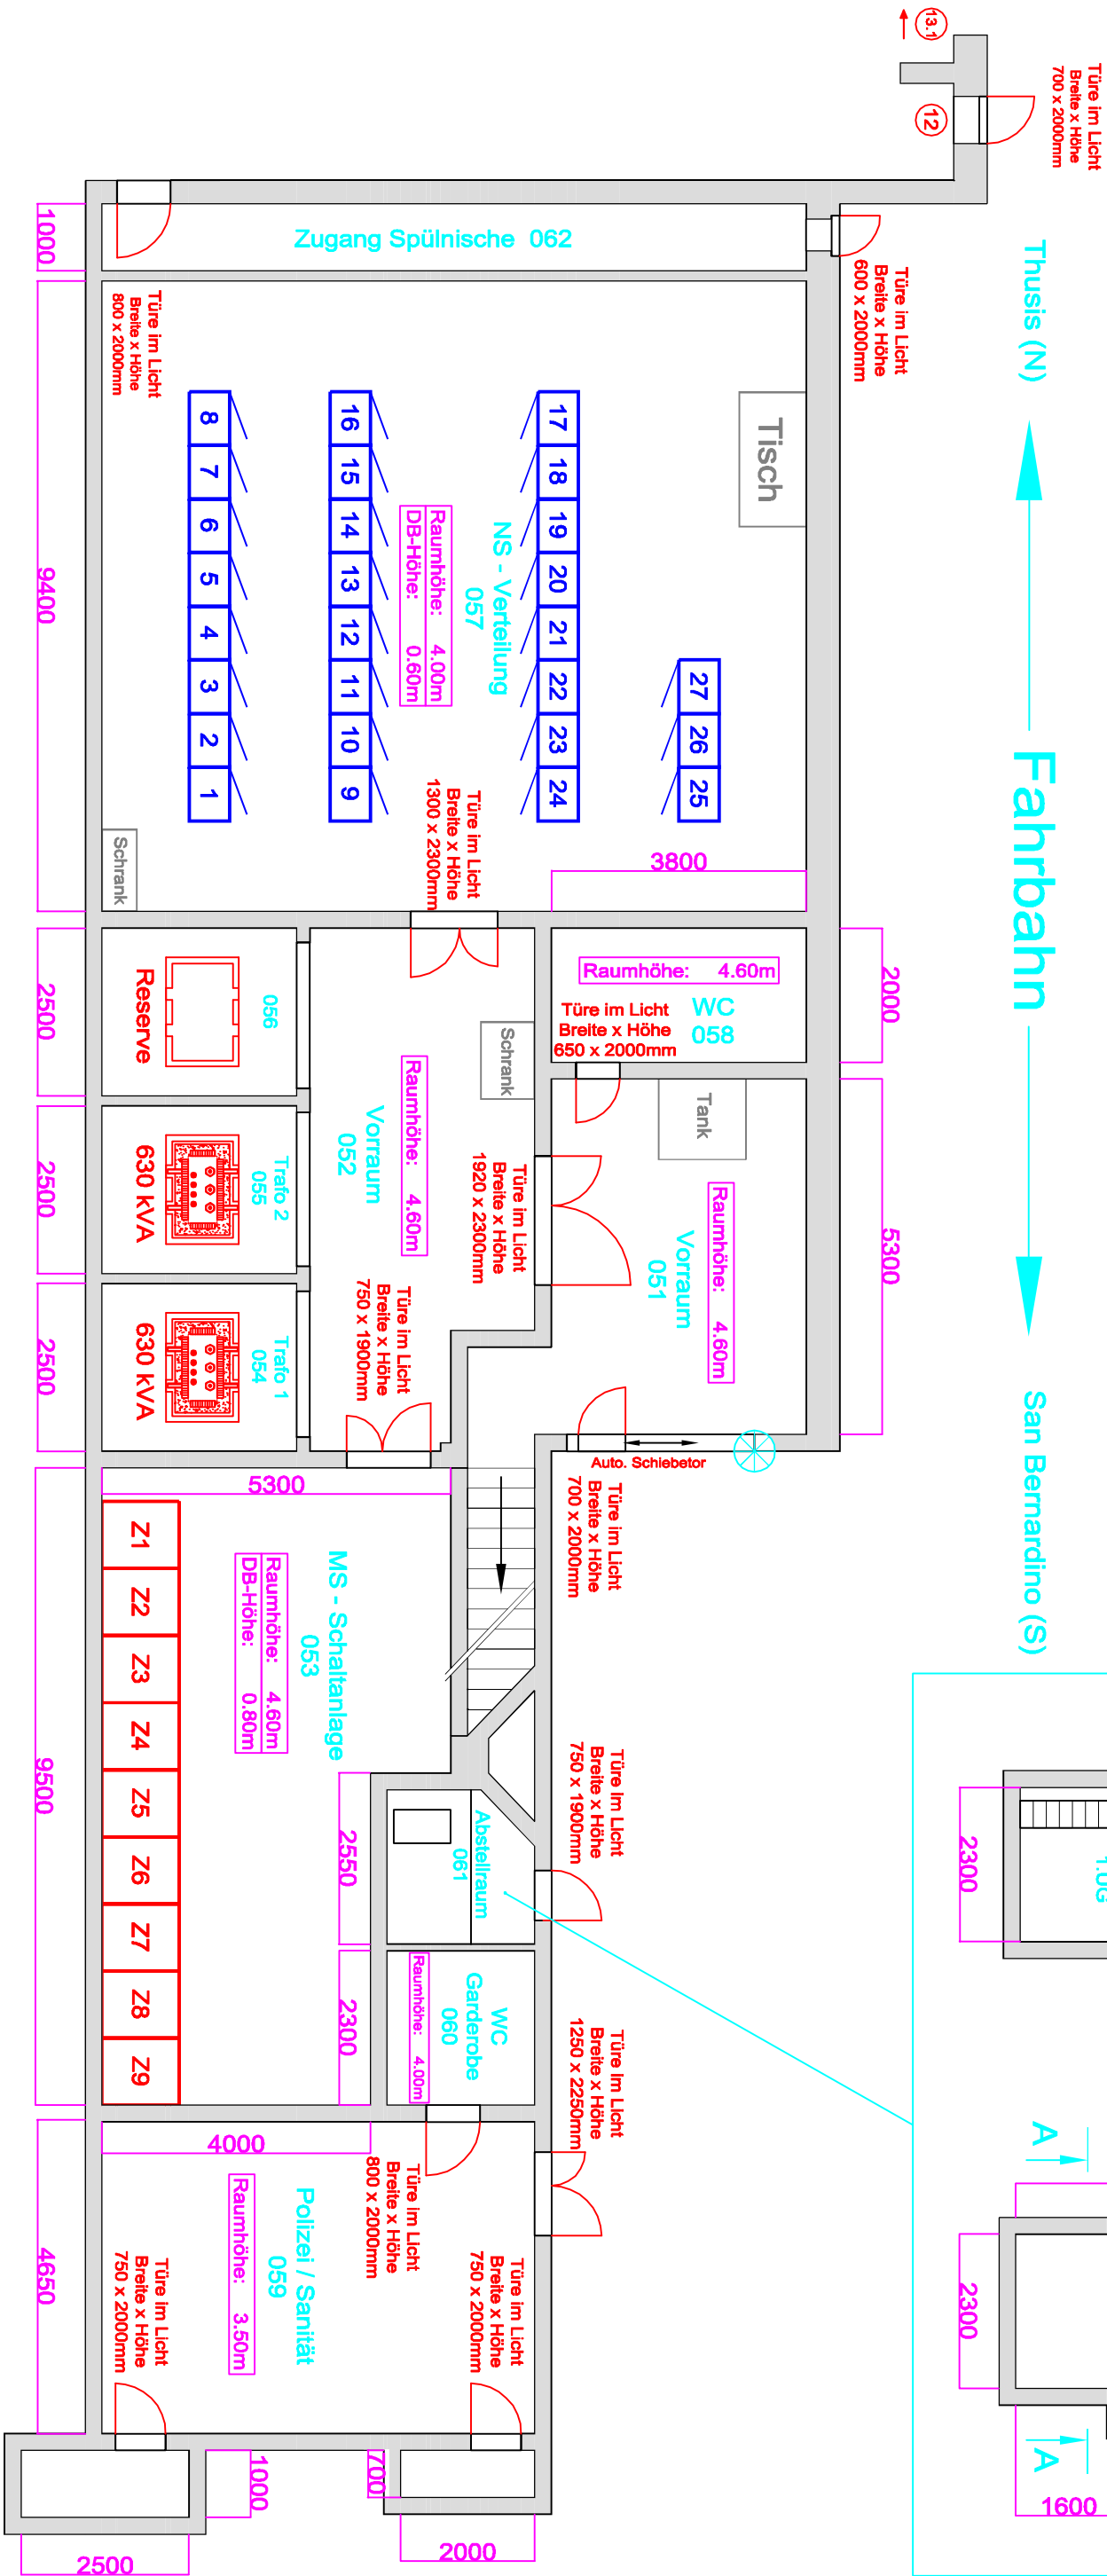 13.1
12
Türe im Licht
Breite x Höhe
700 x 2000mm
Thusis (N)
Fahrbahn
San Bernardino (S)
Zugang Spülnische 062
1000
Türe im Licht
Breite x Höhe
600 x 2000mm
Türe im Licht
Breite x Höhe
800 x 2000mm
Tisch
8
7
6
5
4
3
2
1
16
15
14
13
12
11
10
9
17
18
19
20
21
22
23
24
27
26
25
NS - Verteilung
057
Raumhöhe: 4.00m
DB-Höhe: 0.60m
9400
3800
Schrank
Türe im Licht
Breite x Höhe
1300 x 2300mm
2000
Raumhöhe: 4.60m
WC
058
Türe im Licht
Breite x Höhe
650 x 2000mm
056
Reserve
2500
Schrank
Tank
Raumhöhe: 4.60m
Vorraum
052
Trafo 2
055
630 kVA
2500
Türe im Licht
Breite x Höhe
1920 x 2300mm
Raumhöhe: 4.60m
Vorraum
051
5300
Trafo 1
054
630 kVA
2500
Türe im Licht
Breite x Höhe
750 x 1900mm
Auto. Schiebetor
Türe im Licht
Breite x Höhe
700 x 2000mm
5300
Z1
Z2
Z3
Z4
Z5
Z6
Z7
Z8
Z9
MS - Schaltanlage
053
Raumhöhe: 4.60m
DB-Höhe: 0.80m
9500
Türe im Licht
Breite x Höhe
750 x 1900mm
Abstellraum
061
2550
WC
Garderobe
060
Raumhöhe: 4.00m
2300
Türe im Licht
Breite x Höhe
1250 x 2250mm
1.UG
2300
A
2300
A
1600
4000
Türe im Licht
Breite x Höhe
800 x 2000mm
Polizei / Sanität
059
Raumhöhe: 3.50m
4650
Türe im Licht
Breite x Höhe
750 x 2000mm
Türe im Licht
Breite x Höhe
750 x 2000mm
1000
700
2500
2000